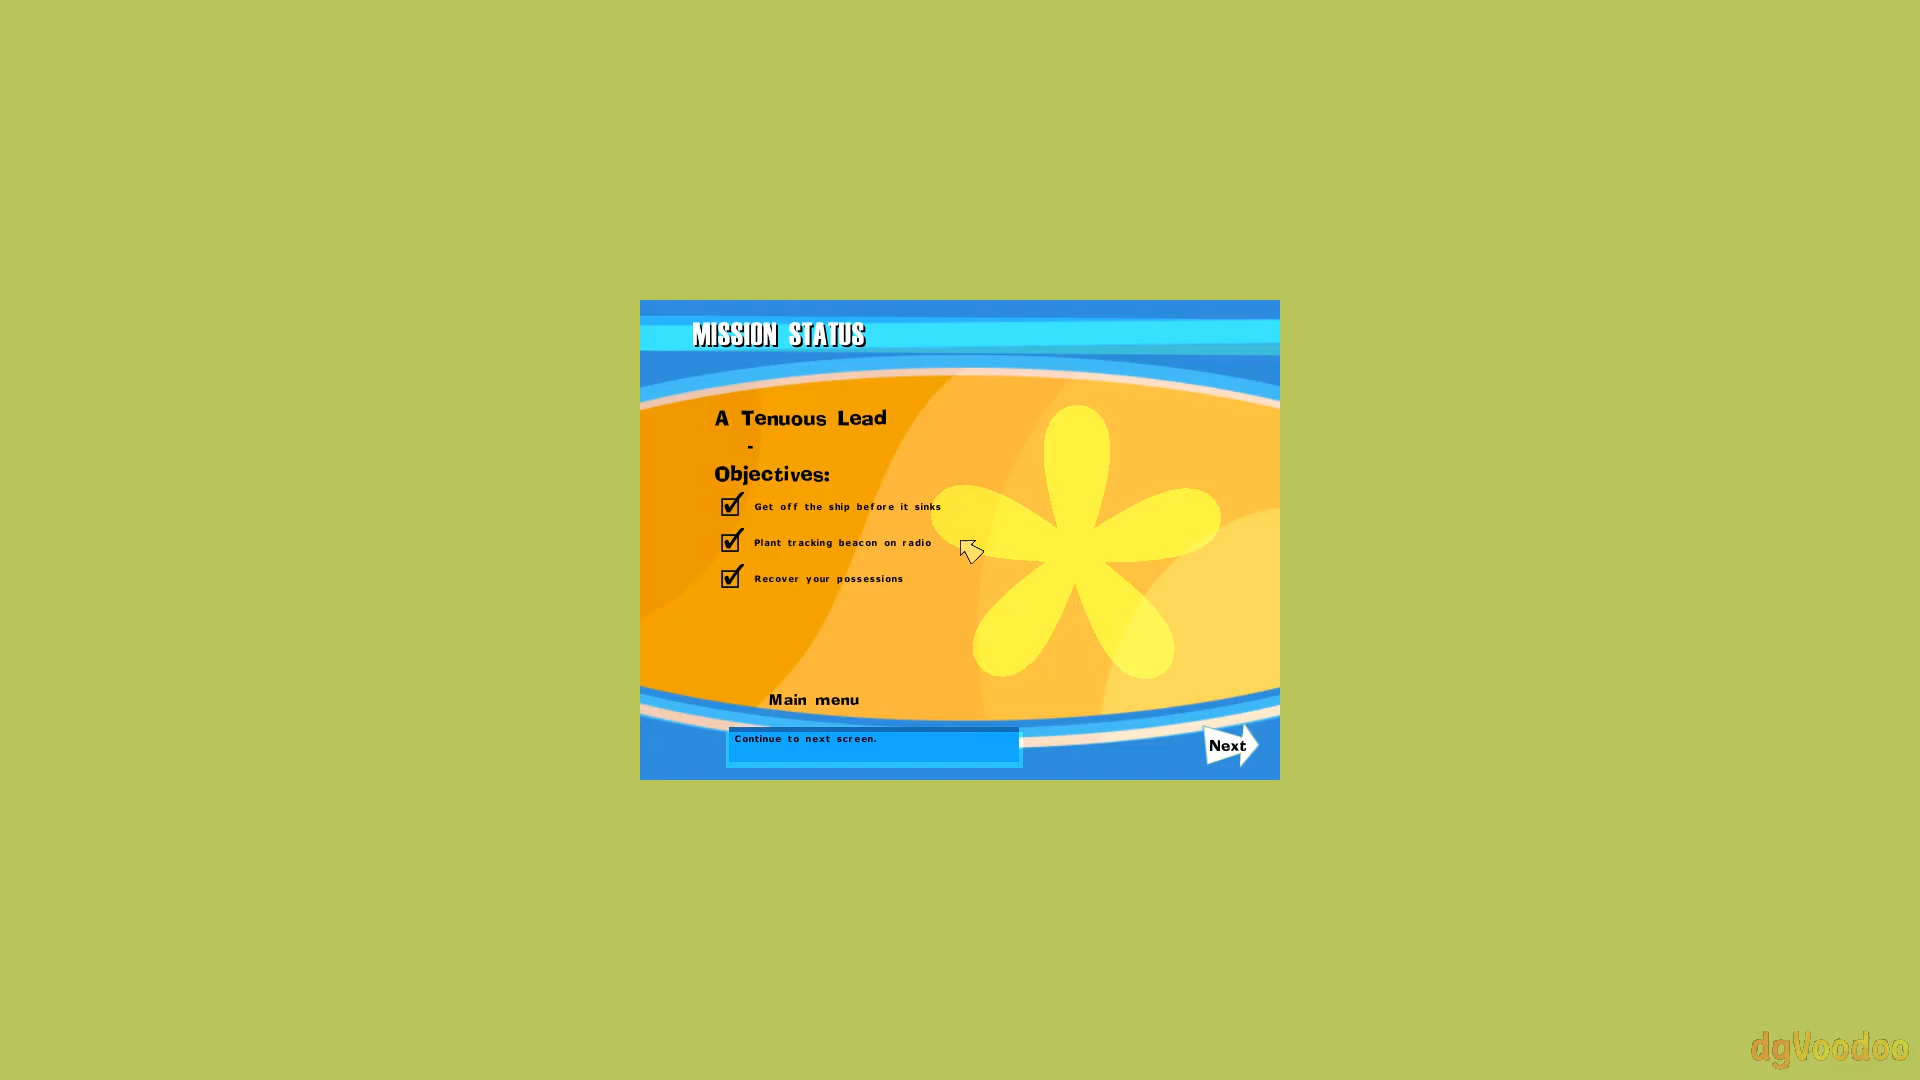 MISSION STATUS
A Tenuous Lead
-
Objectives:
Get off the ship before it sinks
Plant tracking beacon on radio
Recover your possessions
Main menu
Continue to next screen.
Next
dgVoodoo